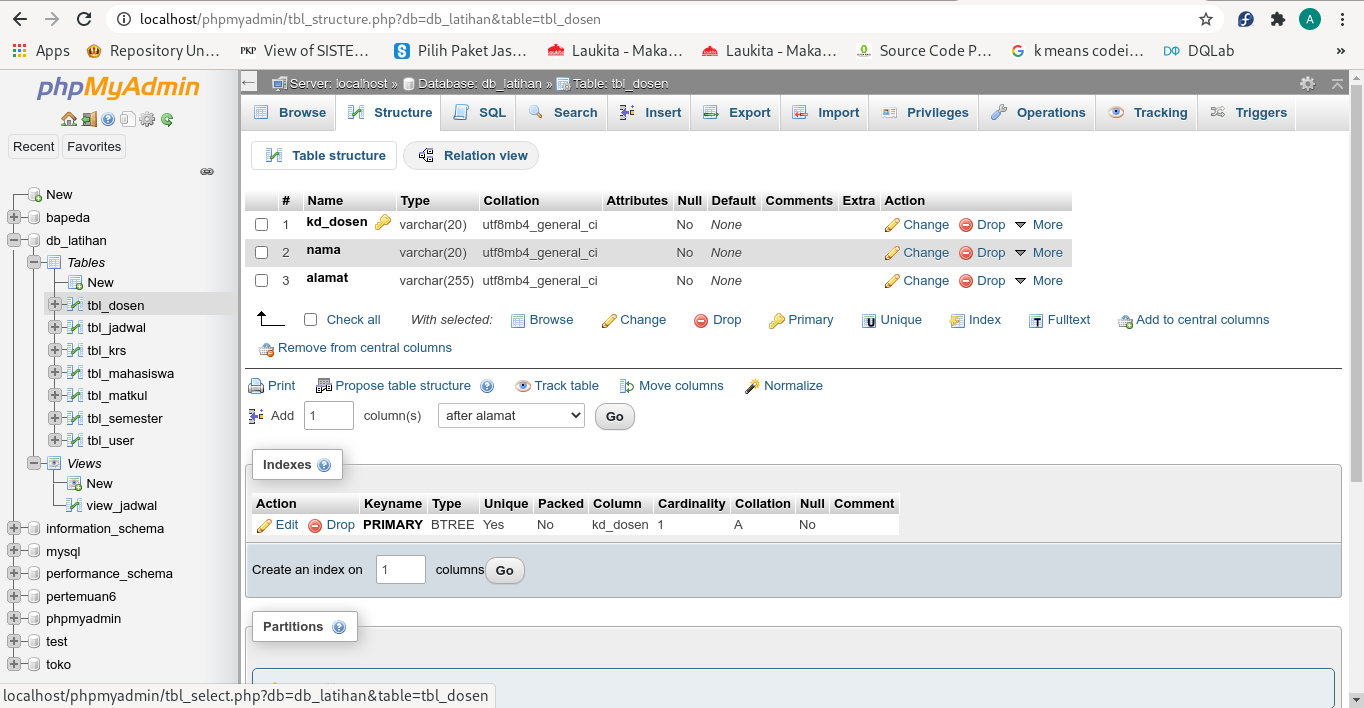 localhost/phpmyadmin/tbl_structure.php?db=db_latihan&table=tbl_dosen A
Apps Repository Un… PKP View of SISTE… Pilih Paket Jas… Laukita - Maka… Laukita - Maka… Source Code P… k means codei… DQLab »
phpMyAdmin
Recent Favorites
New
bapeda
db_latihan
Tables
New
tbl_dosen
tbl_jadwal
tbl_krs
tbl_mahasiswa
tbl_matkul
tbl_semester
tbl_user
Views
New
view_jadwal
information_schema
mysql
performance_schema
pertemuan6
phpmyadmin
test
toko
Server: localhost » Database: db_latihan » Table: tbl_dosen
Browse Structure SQL Search Insert Export Import Privileges Operations Tracking Triggers
Table structure Relation view
# Name Type Collation Attributes Null Default Comments Extra Action
1 kd_dosen varchar(20) utf8mb4_general_ci No None Change Drop More
2 nama varchar(20) utf8mb4_general_ci No None Change Drop More
3 alamat varchar(255) utf8mb4_general_ci No None Change Drop More
Check all With selected: Browse Change Drop Primary Unique Index Fulltext Add to central columns
Remove from central columns
Print Propose table structure Track table Move columns Normalize
Add 1 column(s) after alamat Go
Indexes
Action Keyname Type Unique Packed Column Cardinality Collation Null Comment
Edit Drop PRIMARY BTREE Yes No kd_dosen 1 A No
Create an index on 1 columns Go
Partitions
localhost/phpmyadmin/tbl_select.php?db=db_latihan&table=tbl_dosen